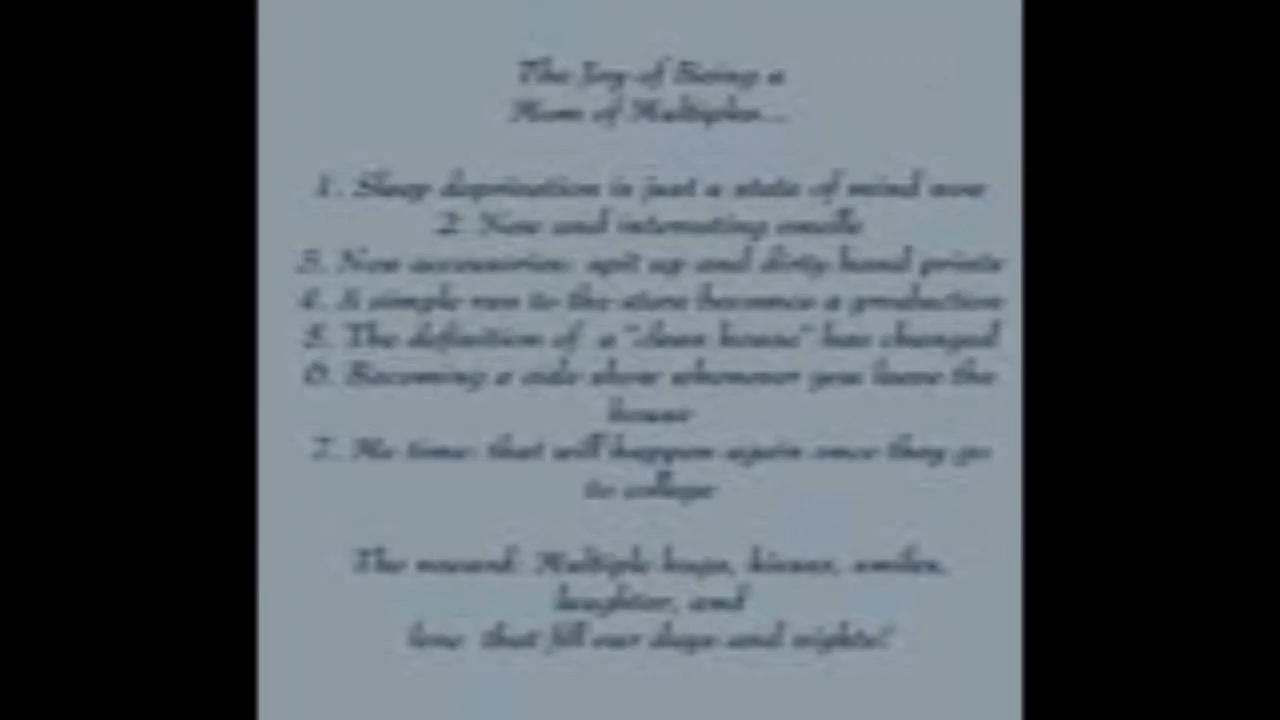 The Joy of Being a
Mom of Multiples...
1. Sleep deprivation is just a state of mind now
2. New and interesting smells
3. New accessories: spit up and dirty hand prints
4. A simple run to the store becomes a production
5. The definition of a "clean house" has changed
6. Becoming a side show whenever you leave the
house
7. Me time: that will happen again once they go
to college
The reward: Multiple hugs, kisses, smiles,
laughter, and
love that fill our days and nights!